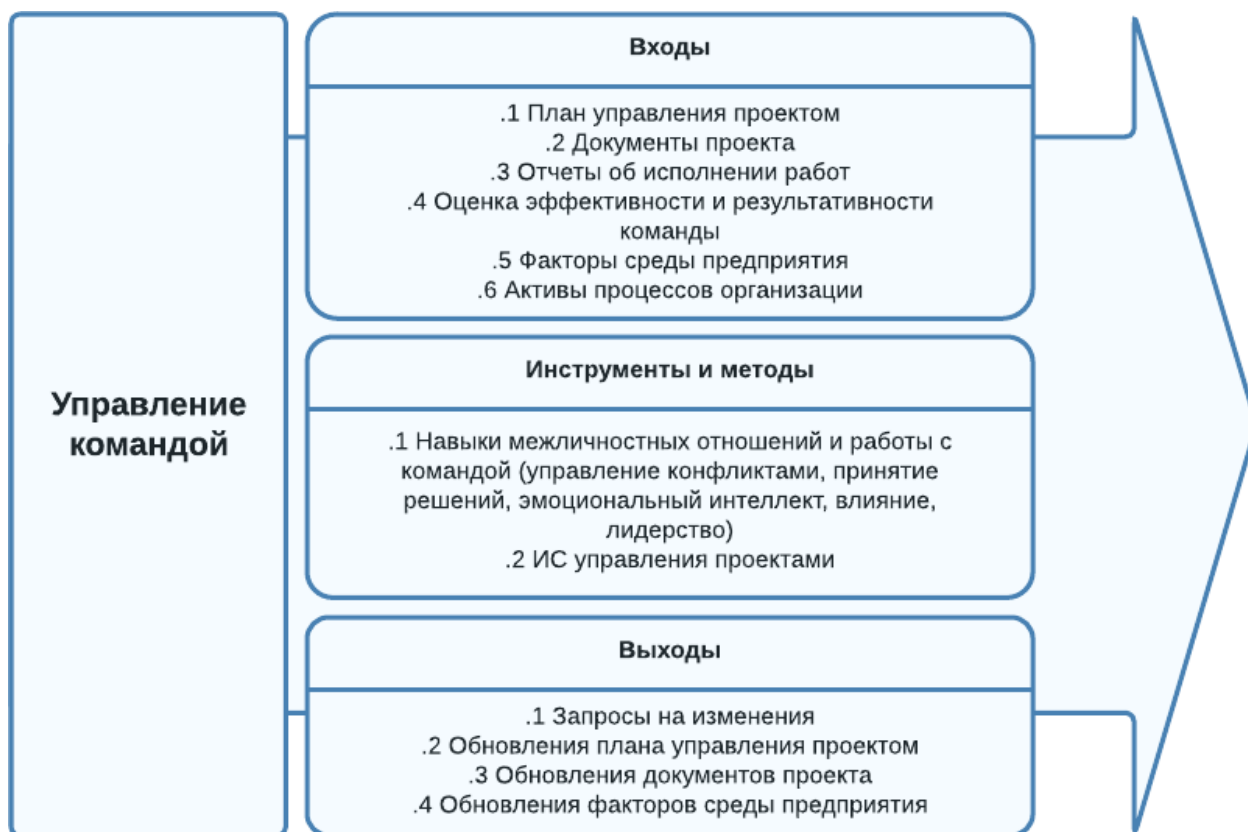 Управление
командой
Входы
.1 План управления проектом
.2 Документы проекта
.3 Отчеты об исполнении работ
.4 Оценка эффективности и результативности
команды
.5 Факторы среды предприятия
.6 Активы процессов организации
Инструменты и методы
.1 Навыки межличностных отношений и работы с
командой (управление конфликтами, принятие
решений, эмоциональный интеллект, влияние,
лидерство)
.2 ИС управления проектами
Выходы
.1 Запросы на изменения
.2 Обновления плана управления проектом
.3 Обновления документов проекта
.4 Обновления факторов среды предприятия